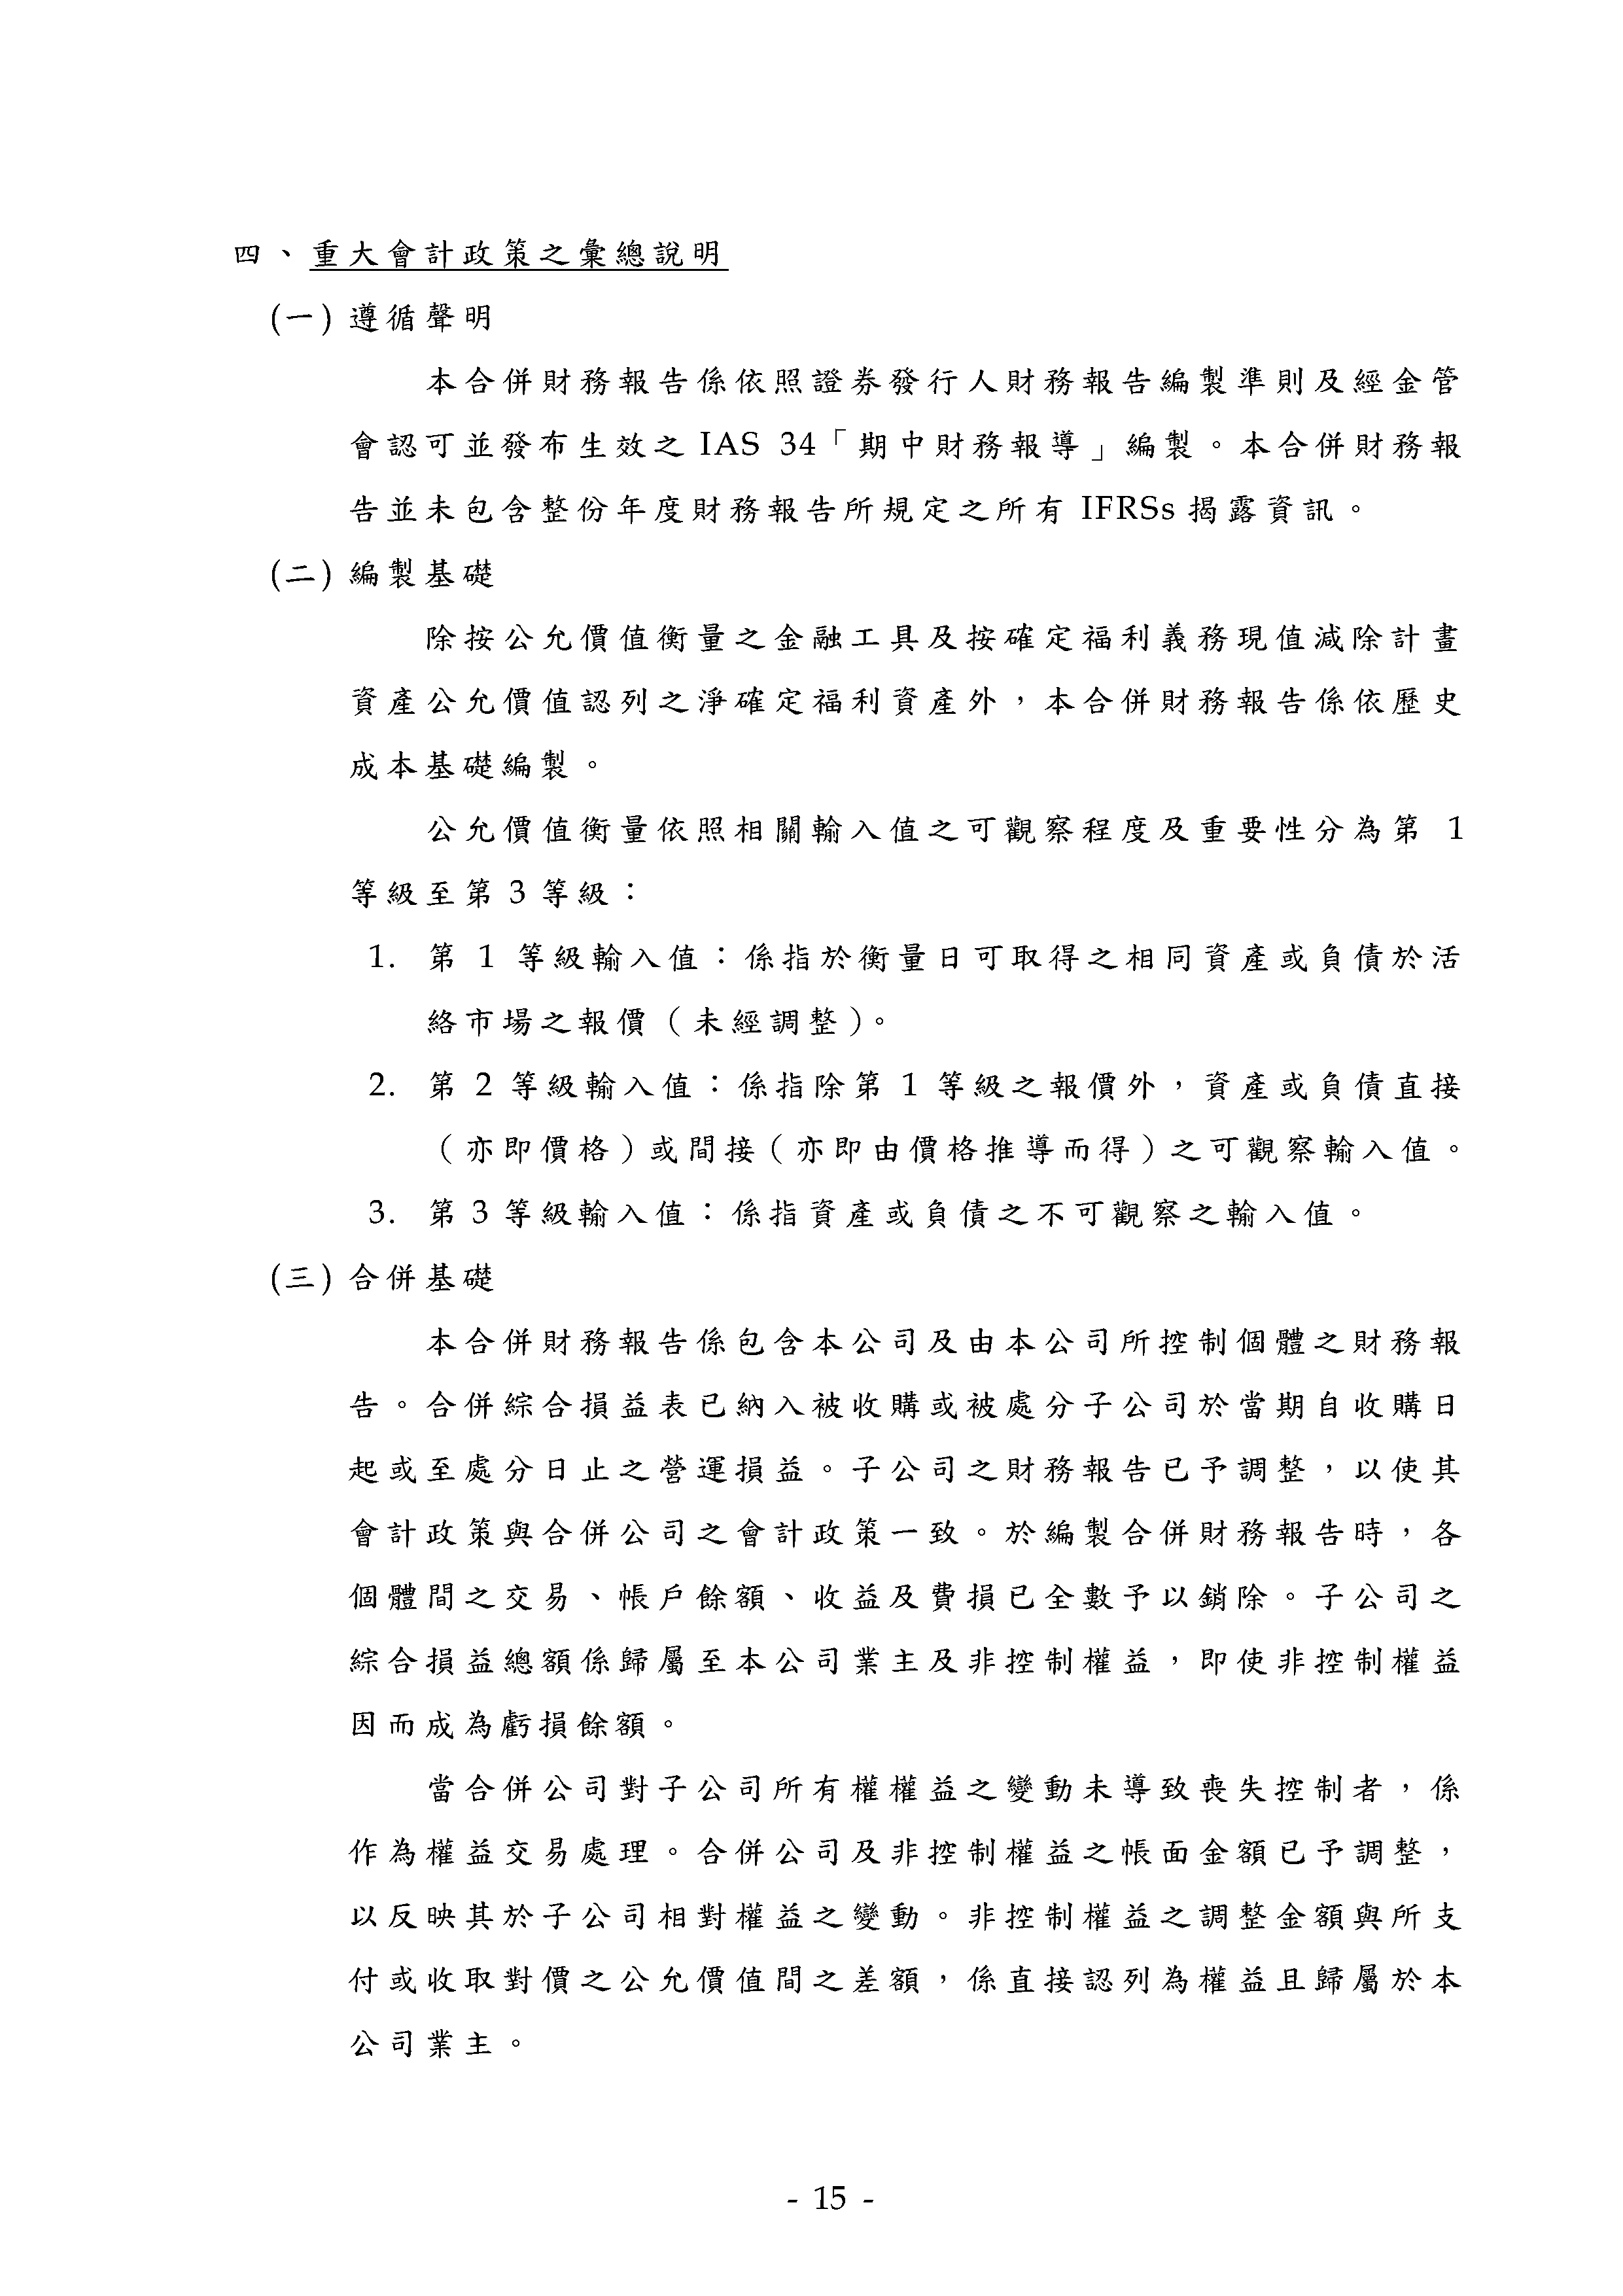 四、重大會計政策之彙總說明
(一) 遵循聲明
本合併財務報告係依照證券發行人財務報告編製準則及經金管
會認可並發布生效之 IAS 34「期中財務報導」編製。本合併財務報
告並未包含整份年度財務報告所規定之所有 IFRSs 揭露資訊。
(二) 編製基礎
除按公允價值衡量之金融工具及按確定福利義務現值減除計畫
資產公允價值認列之淨確定福利資產外，本合併財務報告係依歷史
成本基礎編製。
公允價值衡量依照相關輸入值之可觀察程度及重要性分為第 1
等級至第 3 等級：
1. 第 1 等級輸入值：係指於衡量日可取得之相同資產或負債於活
絡市場之報價（未經調整）。
2. 第 2 等級輸入值：係指除第 1 等級之報價外，資產或負債直接
（亦即價格）或間接（亦即由價格推導而得）之可觀察輸入值。
3. 第 3 等級輸入值：係指資產或負債之不可觀察之輸入值。
(三) 合併基礎
本合併財務報告係包含本公司及由本公司所控制個體之財務報
告。合併綜合損益表已納入被收購或被處分子公司於當期自收購日
起或至處分日止之營運損益。子公司之財務報告已予調整，以使其
會計政策與合併公司之會計政策一致。於編製合併財務報告時，各
個體間之交易、帳戶餘額、收益及費損已全數予以銷除。子公司之
綜合損益總額係歸屬至本公司業主及非控制權益，即使非控制權益
因而成為虧損餘額。
當合併公司對子公司所有權權益之變動未導致喪失控制者，係
作為權益交易處理。合併公司及非控制權益之帳面金額已予調整，
以反映其於子公司相對權益之變動。非控制權益之調整金額與所支
付或收取對價之公允價值間之差額，係直接認列為權益且歸屬於本
公司業主。
- 15 -